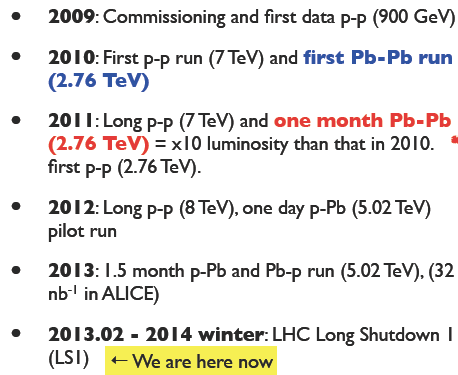 • 2009: Commissioning and first data p-p (900 GeV)
• 2010: First p-p run (7 TeV) and first Pb-Pb run
(2.76 TeV)
• 2011: Long p-p (7 TeV) and one month Pb-Pb
(2.76 TeV) = x10 luminosity than that in 2010. *
first p-p (2.76 TeV).
• 2012: Long p-p (8 TeV), one day p-Pb (5.02 TeV)
pilot run
• 2013: 1.5 month p-Pb and Pb-p run (5.02 TeV), (32
nb⁻¹ in ALICE)
• 2013.02 - 2014 winter: LHC Long Shutdown 1
(LS1) ← We are here now